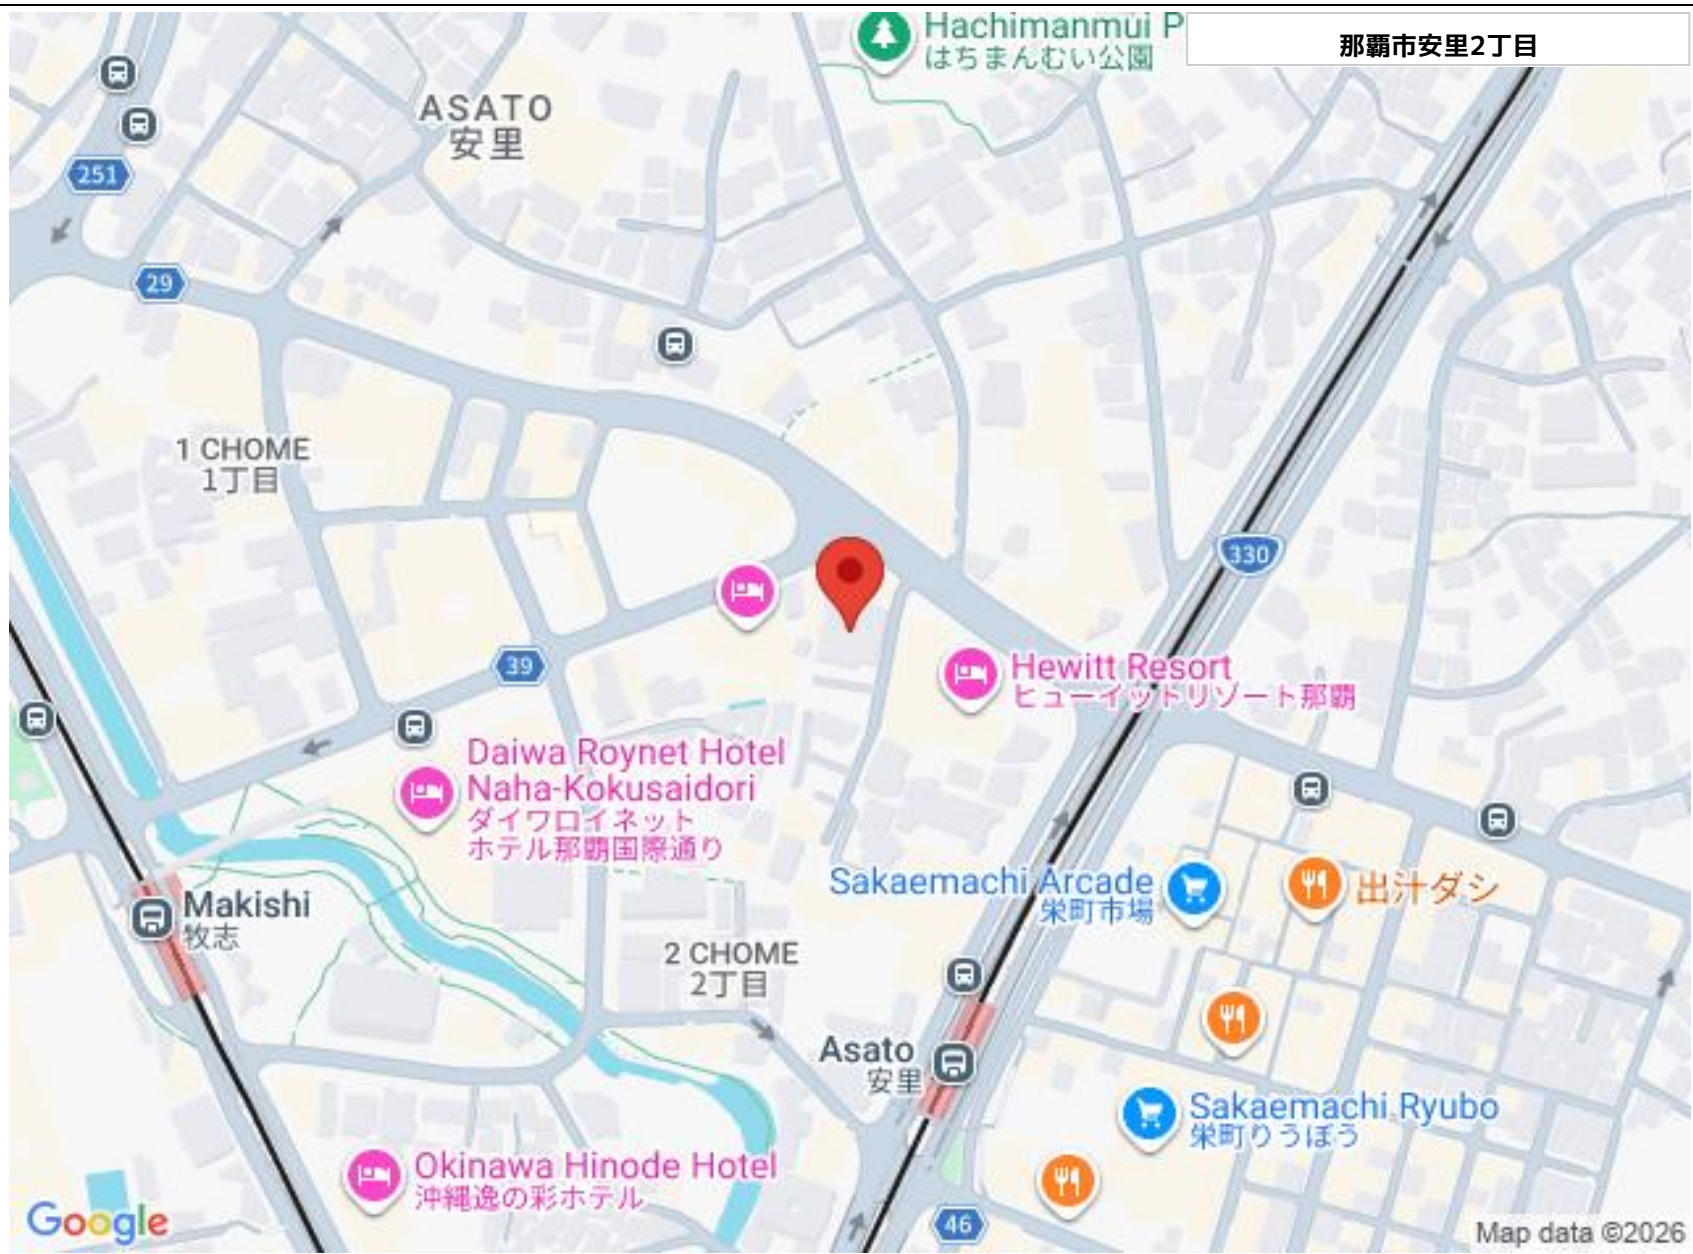 Hachimanmui P
はちまんむい公園
那覇市安里2丁目
ASATO
安里
251
29
1 CHOME
1丁目
330
39
Hewitt Resort
ヒューイットリゾート那覇
Daiwa Roynet Hotel
Naha-Kokusaidori
ダイワロイネット
ホテル那覇国際通り
Sakaemachi Arcade
栄町市場
出汁ダシ
Makishi
牧志
2 CHOME
2丁目
Asato
安里
Sakaemachi Ryubo
栄町りうぼう
Okinawa Hinode Hotel
沖縄逸の彩ホテル
46
Google
Map data ©2026